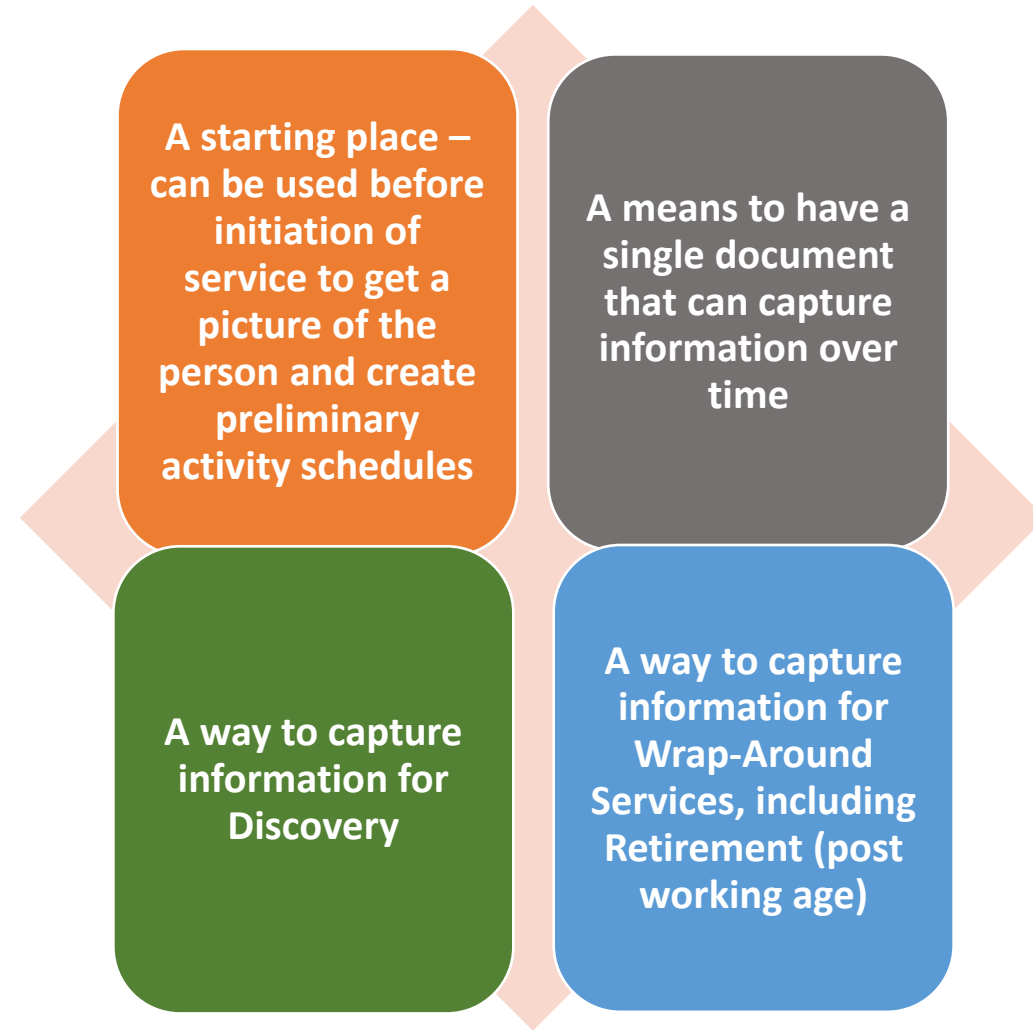 A starting place –
can be used before
initiation of
service to get a
picture of the
person and create
preliminary
activity schedules
A means to have a
single document
that can capture
information over
time
A way to capture
information for
Discovery
A way to capture
information for
Wrap-Around
Services, including
Retirement (post
working age)